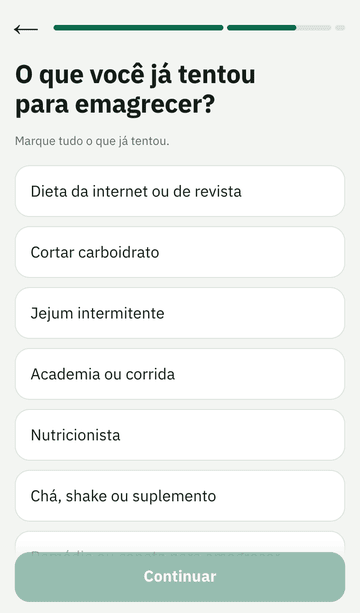 O que você já tentou
para emagrecer?
Marque tudo o que já tentou.
Dieta da internet ou de revista
Cortar carboidrato
Jejum intermitente
Academia ou corrida
Nutricionista
Chá, shake ou suplemento
Continuar